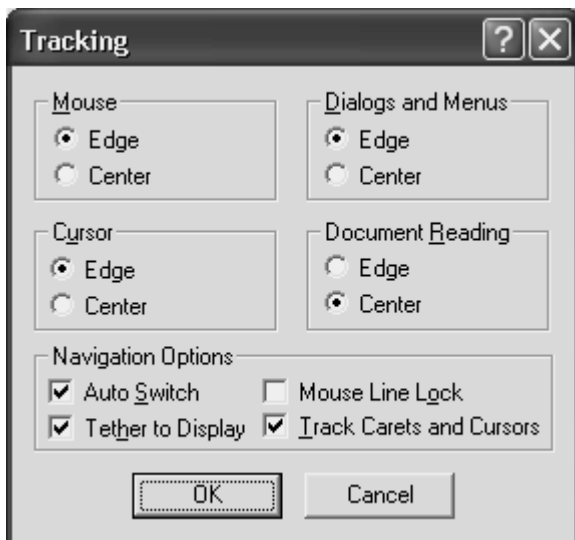 Tracking
Mouse
Edge
Center
Dialogs and Menus
Edge
Center
Cursor
Edge
Center
Document Reading
Edge
Center
Navigation Options
Auto Switch
Mouse Line Lock
Tether to Display
Track Carets and Cursors
OK
Cancel